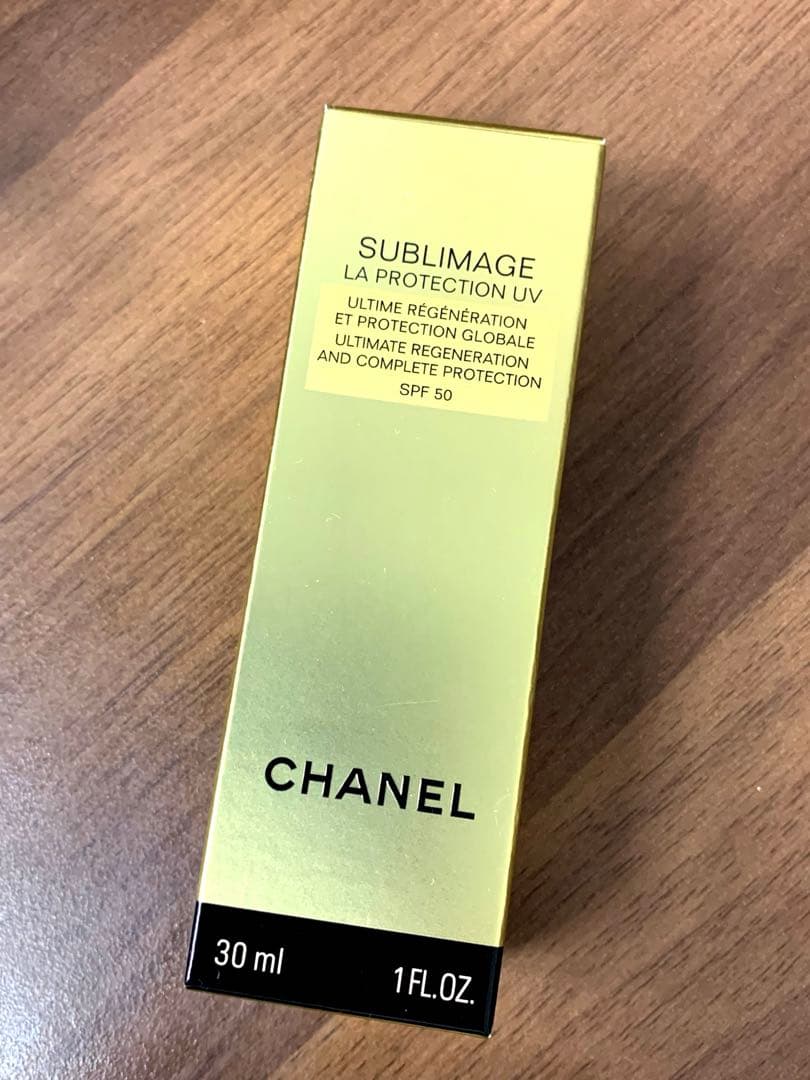 SUBLIMAGE
LA PROTECTION UV
ULTIME RÉGÉNÉRATION
ET PROTECTION GLOBALE
ULTIMATE REGENERATION
AND COMPLETE PROTECTION
SPF 50
CHANEL
30 ml 1 FL.OZ.